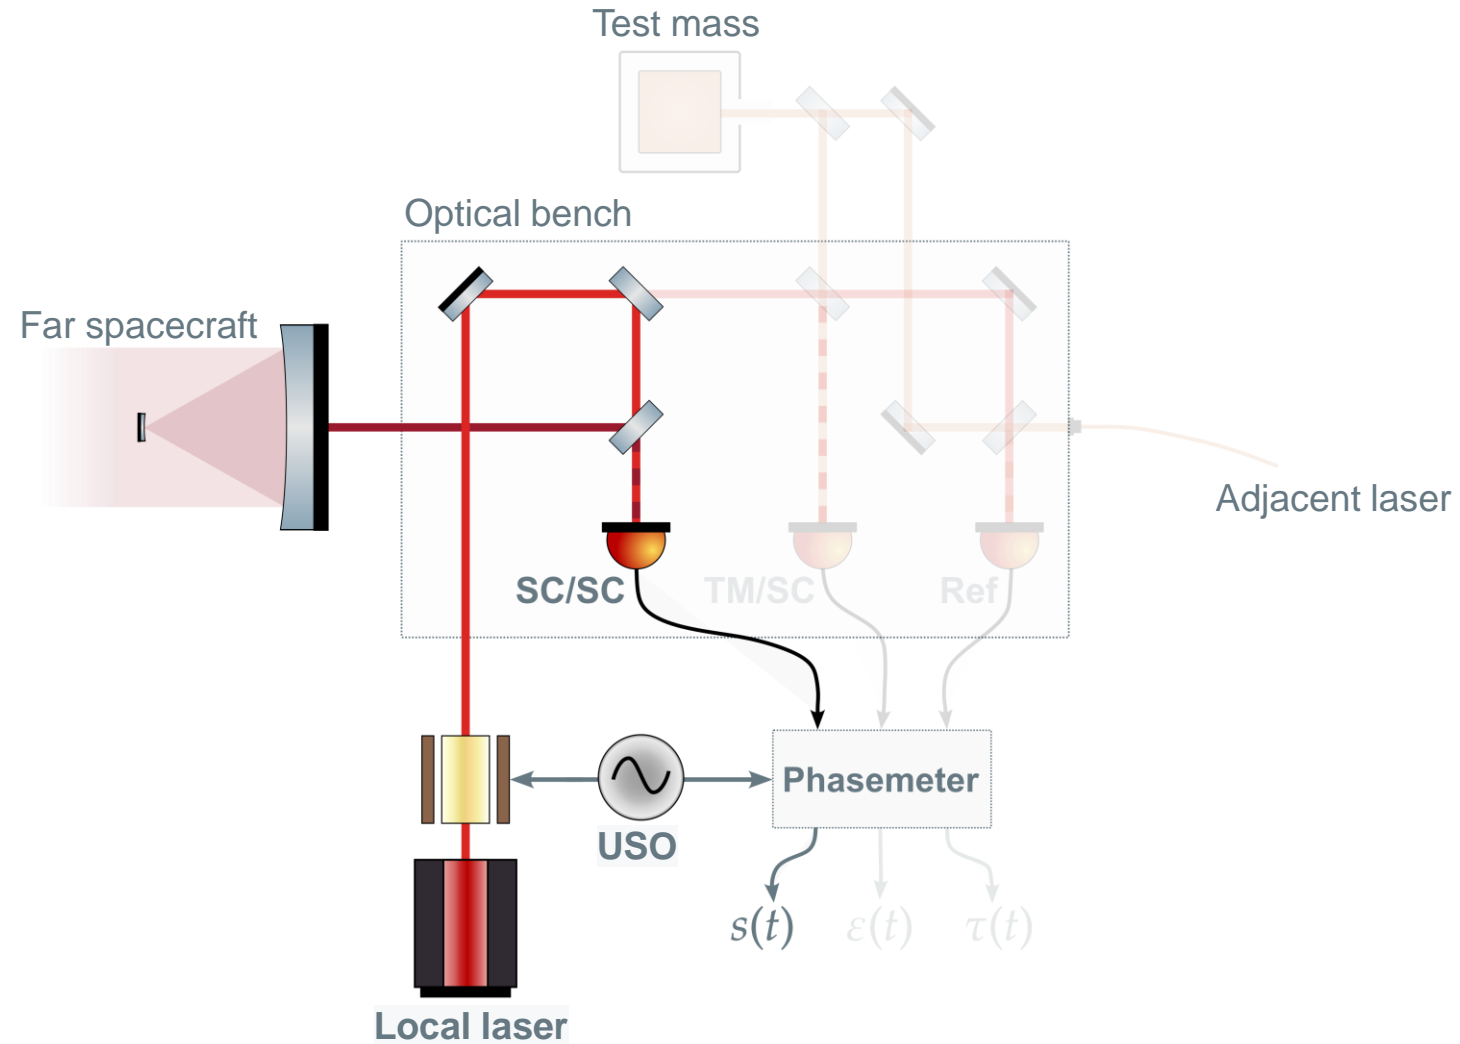 Test mass
Optical bench
Far spacecraft
Adjacent laser
SC/SC
TM/SC
Ref
Phasemeter
USO
s(t)
ε(t)
τ(t)
Local laser